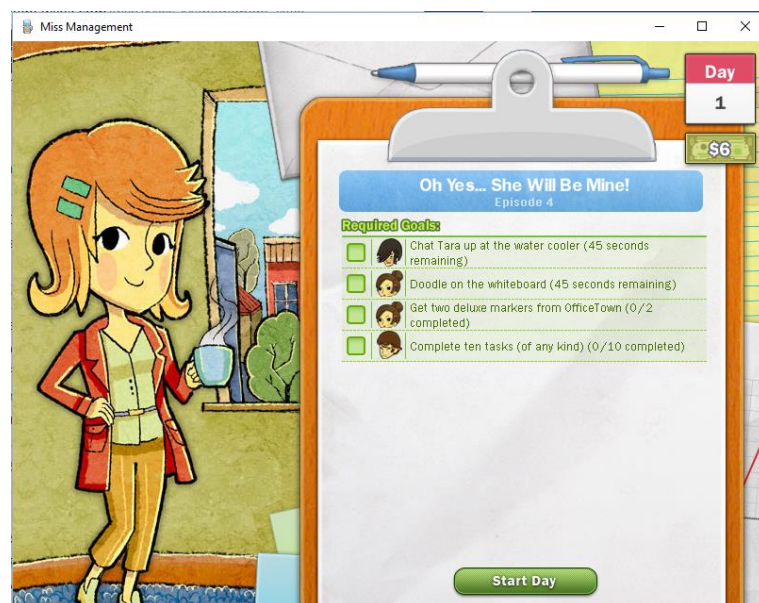 Miss Management
Day
1
$6
Oh Yes... She Will Be Mine!
Episode 4
Required Goals:
Chat Tara up at the water cooler (45 seconds
remaining)
Doodle on the whiteboard (45 seconds remaining)
Get two deluxe markers from OfficeTown (0/2
completed)
Complete ten tasks (of any kind) (0/10 completed)
Start Day